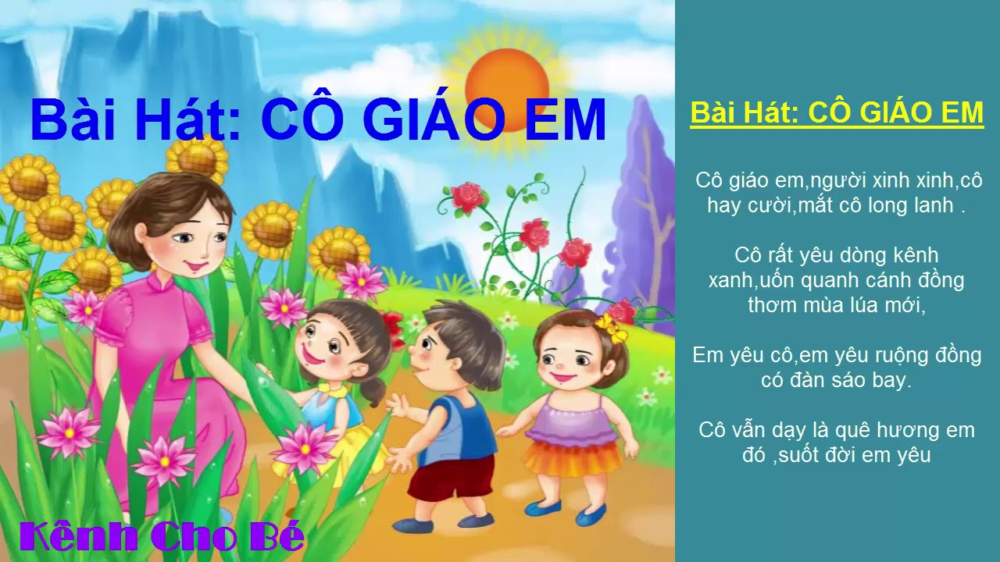 Bài Hát: CÔ GIÁO EM
Kênh Cho Bé
Bài Hát: CÔ GIÁO EM
Cô giáo em,người xinh xinh,cô
hay cười,mắt cô long lanh .
Cô rất yêu dòng kênh
xanh,uốn quanh cánh đồng
thơm mùa lúa mới,
Em yêu cô,em yêu ruộng đồng
có đàn sáo bay.
Cô vẫn dạy là quê hương em
đó ,suốt đời em yêu